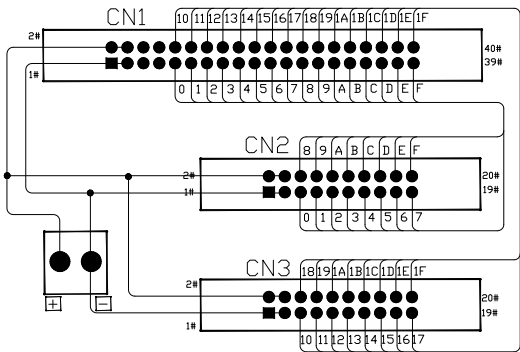 CN1
10 11 12 13 14 15 16 17 18 19 1A 1B 1C 1D 1E 1F
2#
40#
39#
1#
0 1 2 3 4 5 6 7 8 9 A B C D E F
CN2
8 9 A B C D E F
2# 20#
1# 19#
0 1 2 3 4 5 6 7
CN3
18 19 1A 1B 1C 1D 1E 1F
2#
+ -
20#
19#
1#
10 11 12 13 14 15 16 17